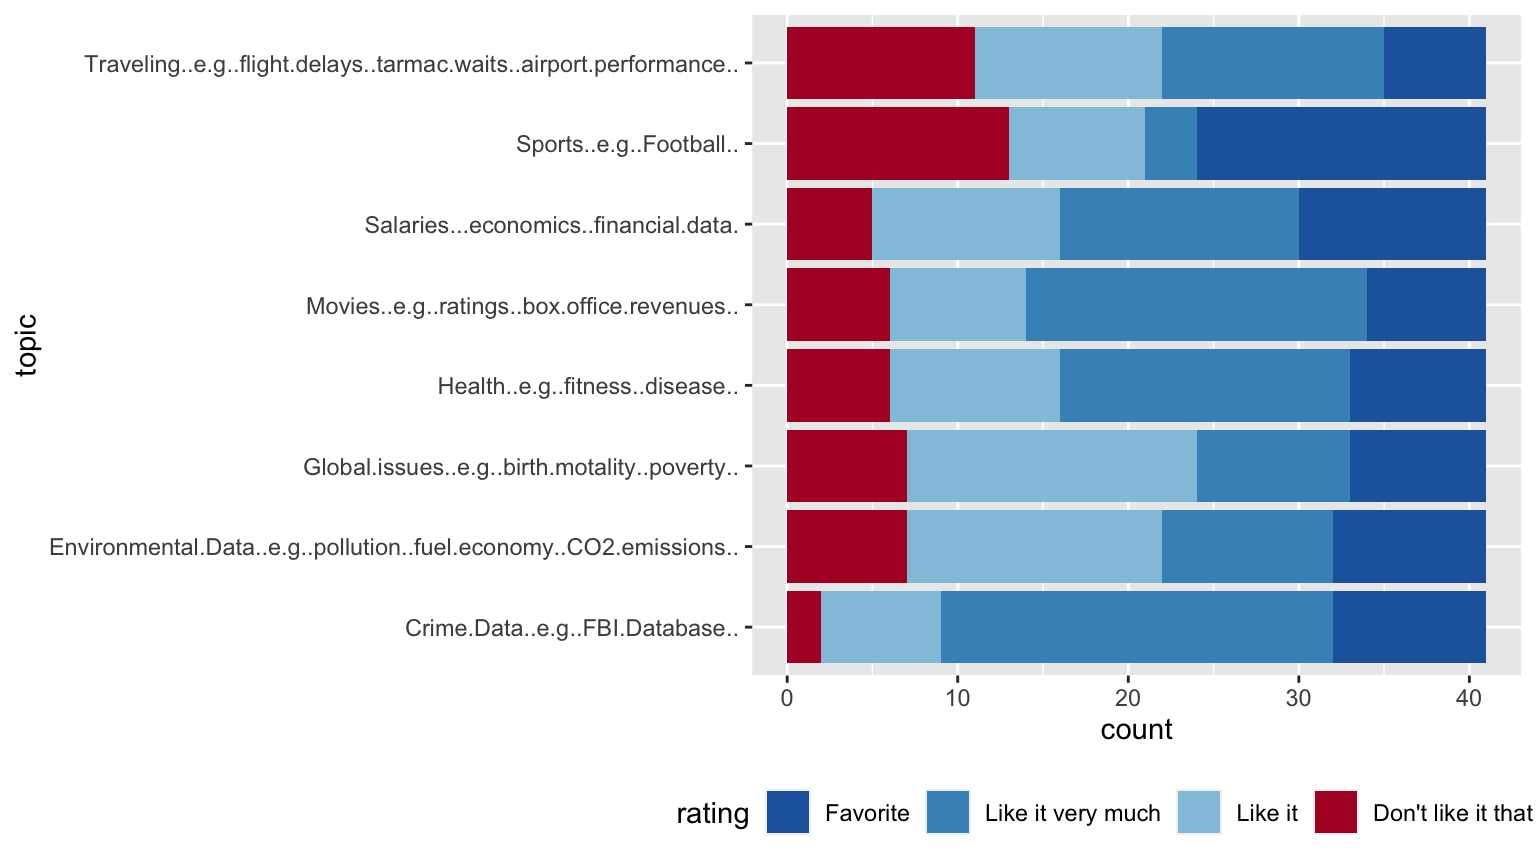 Traveling..e.g..flight.delays..tarmac.waits..airport.performance..
Sports..e.g..Football..
Salaries...economics..financial.data.
Movies..e.g..ratings..box.office.revenues..
Health..e.g..fitness..disease..
Global.issues..e.g..birth.motality..poverty..
Environmental.Data..e.g..pollution..fuel.economy..CO2.emissions..
Crime.Data..e.g..FBI.Database..
topic
0 10 20 30 40
count
rating Favorite Like it very much Like it Don't like it that